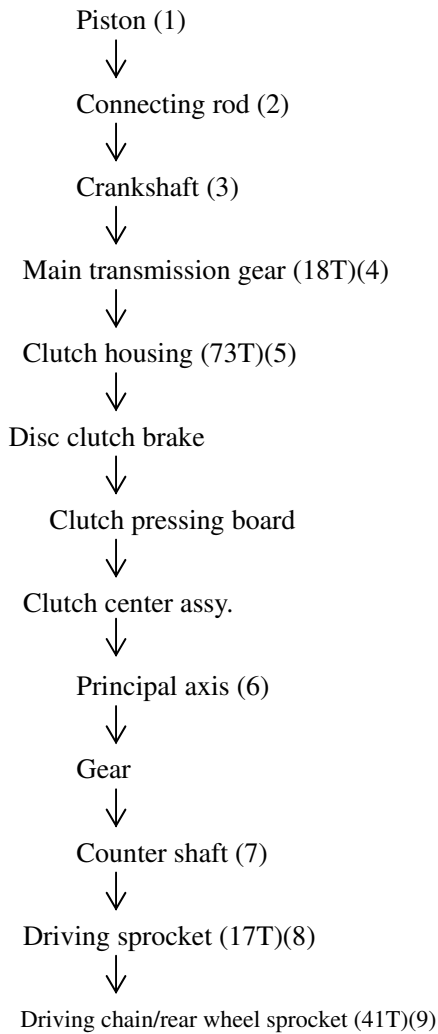 Piston (1)
Connecting rod (2)
Crankshaft (3)
Main transmission gear (18T)(4)
Clutch housing (73T)(5)
Disc clutch brake
Clutch pressing board
Clutch center assy.
Principal axis (6)
Gear
Counter shaft (7)
Driving sprocket (17T)(8)
Driving chain/rear wheel sprocket (41T)(9)